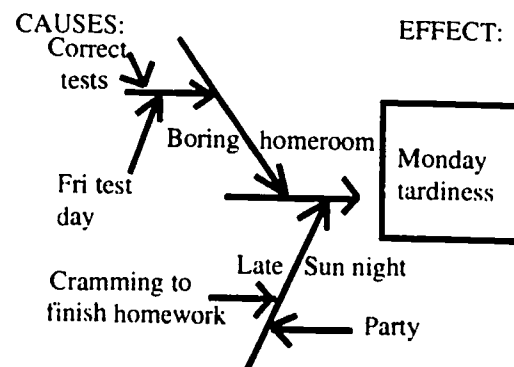 CAUSES:
EFFECT:
Correct
tests
Boring homeroom
Monday
tardiness
Fri test
day
Late Sun night
Cramming to
finish homework
Party